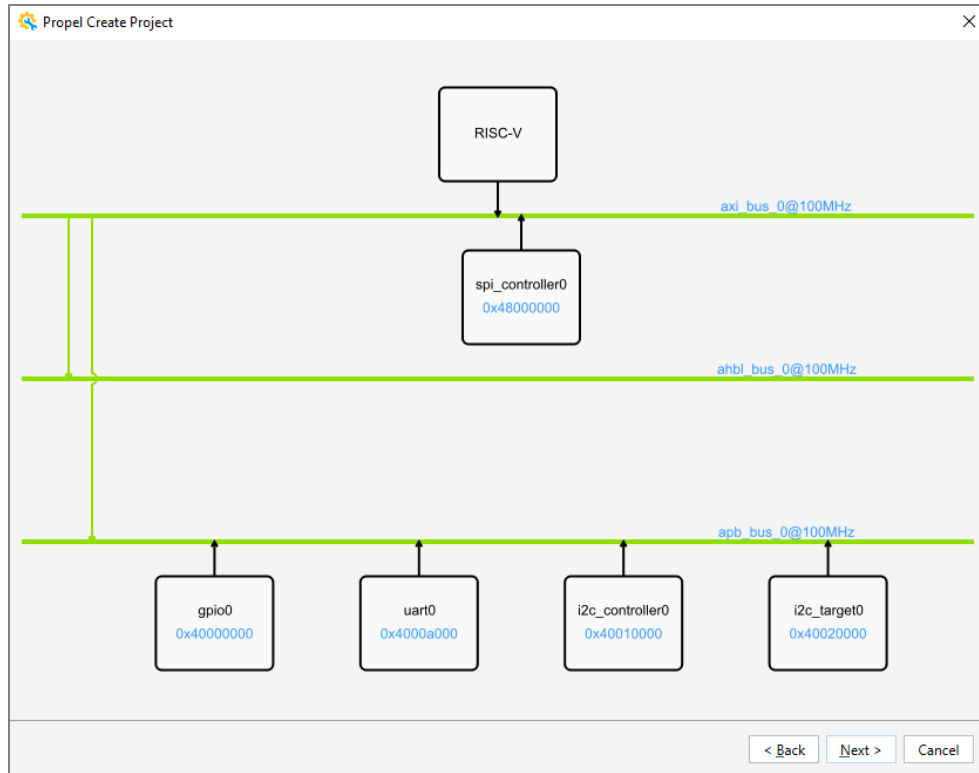 Propel Create Project
RISC-V
axi_bus_0@100MHz
spi_controller0
0x48000000
ahbl_bus_0@100MHz
apb_bus_0@100MHz
gpio0
0x40000000
uart0
0x4000a000
i2c_controller0
0x40010000
i2c_target0
0x40020000
< Back
Next >
Cancel